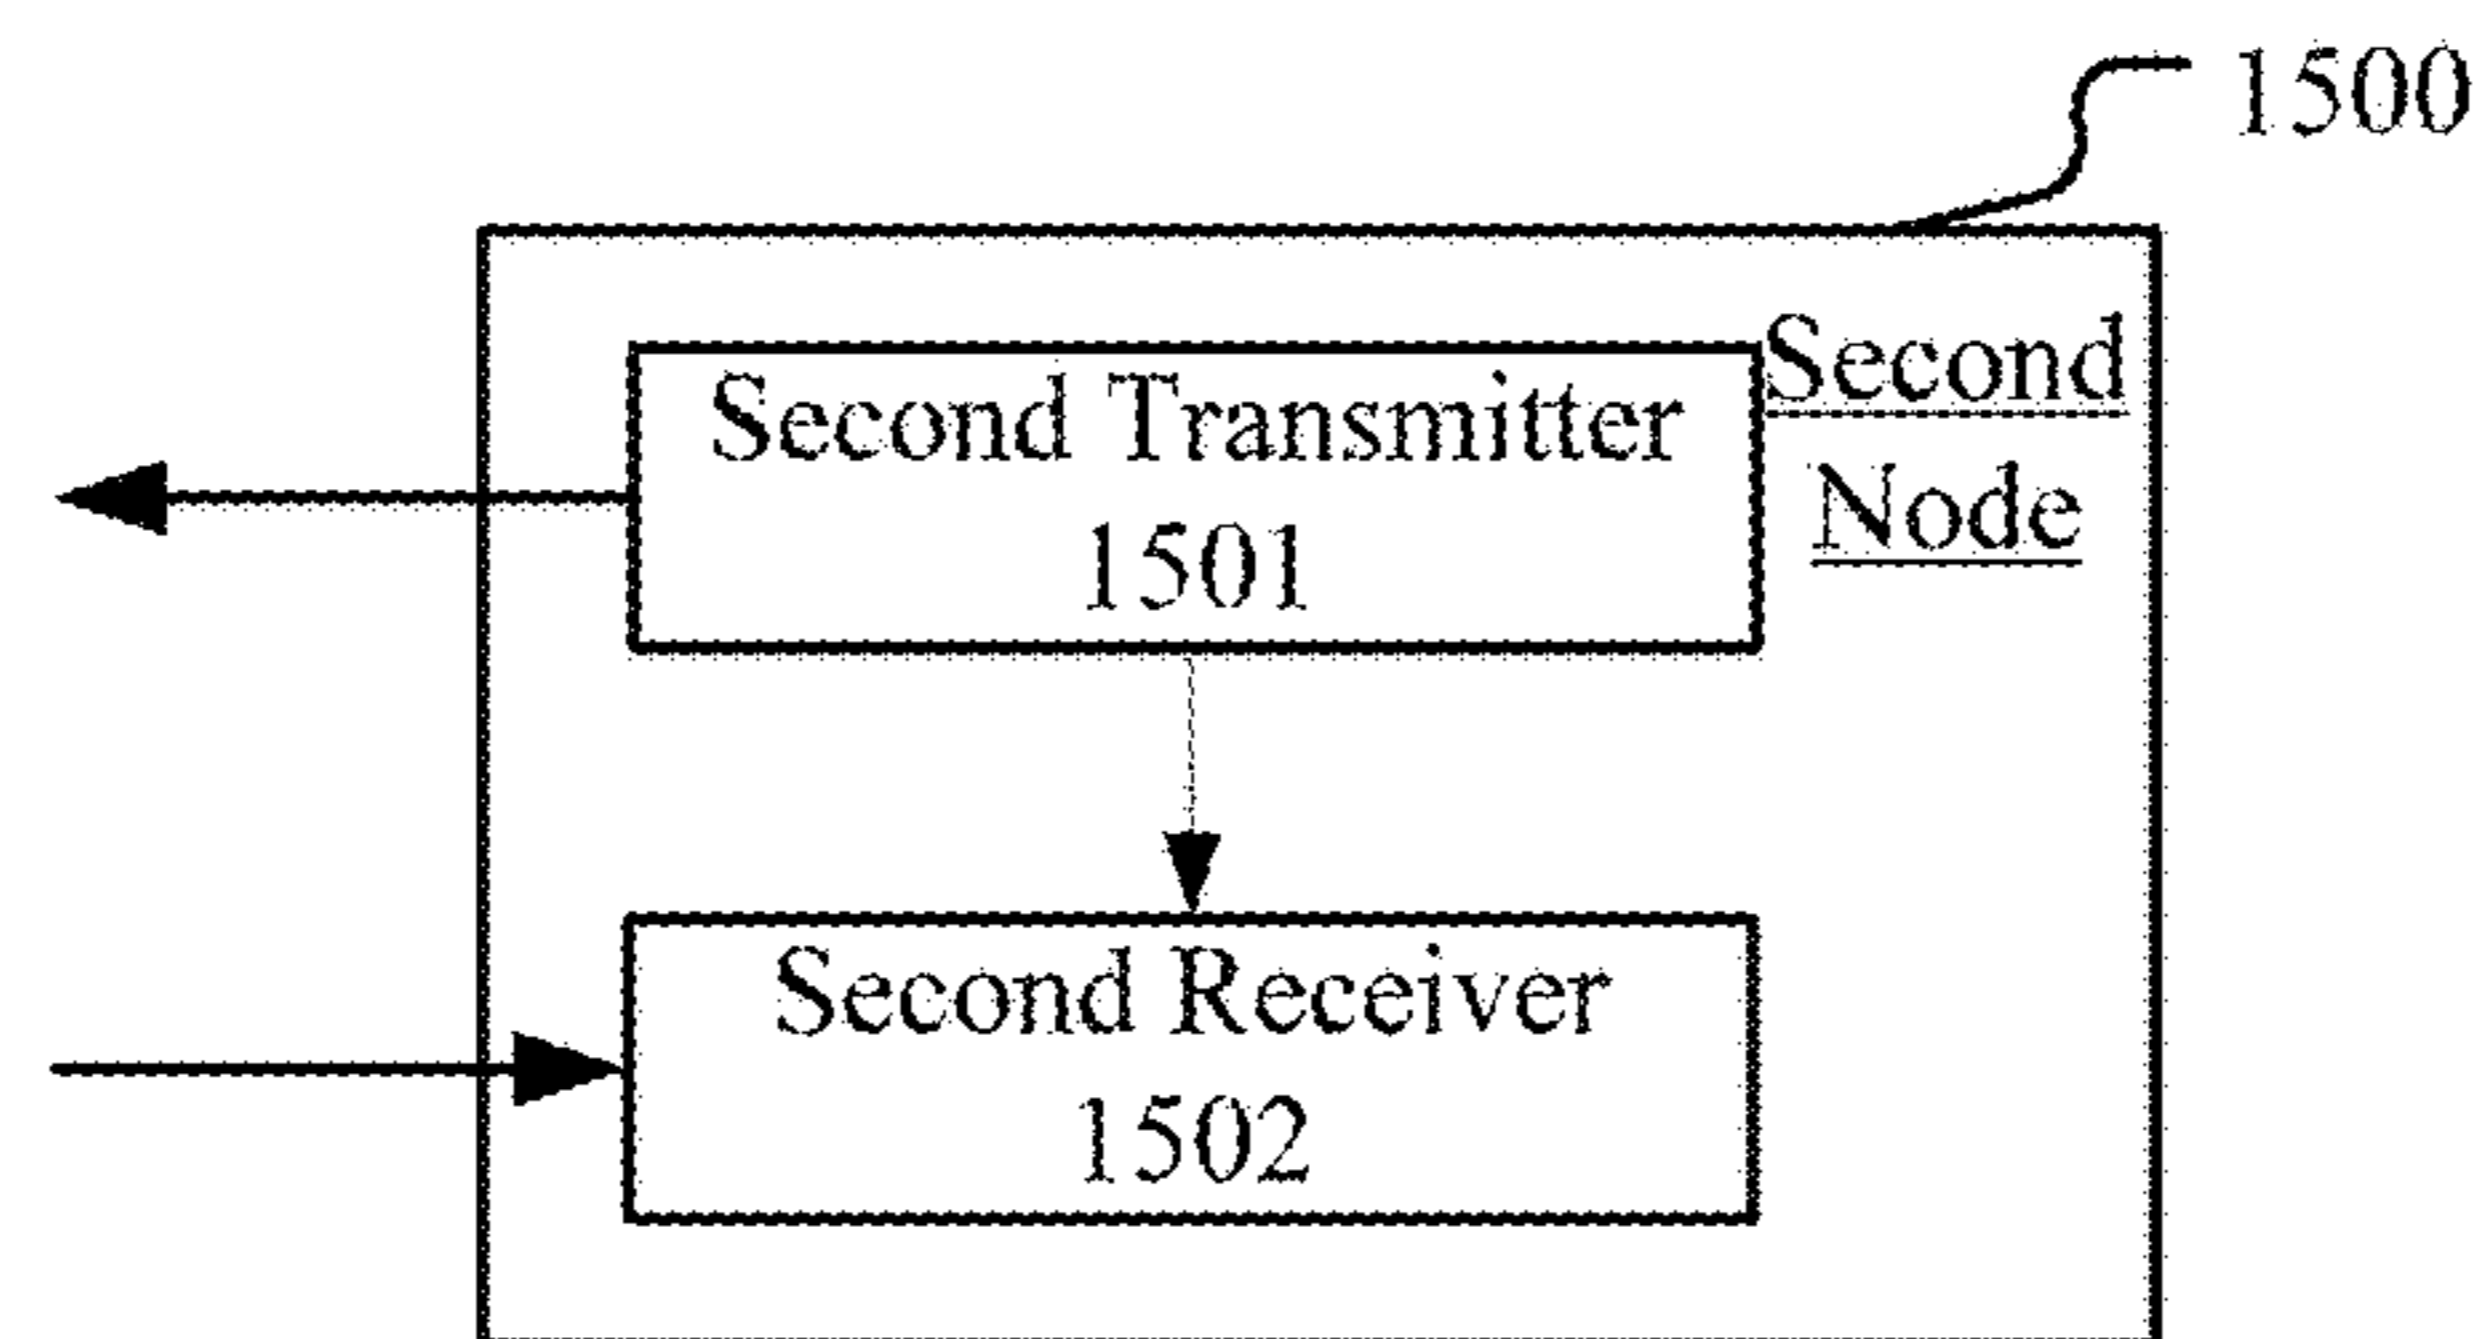 1500
Second Transmitter
1501
Second
Node
Second Receiver
1502